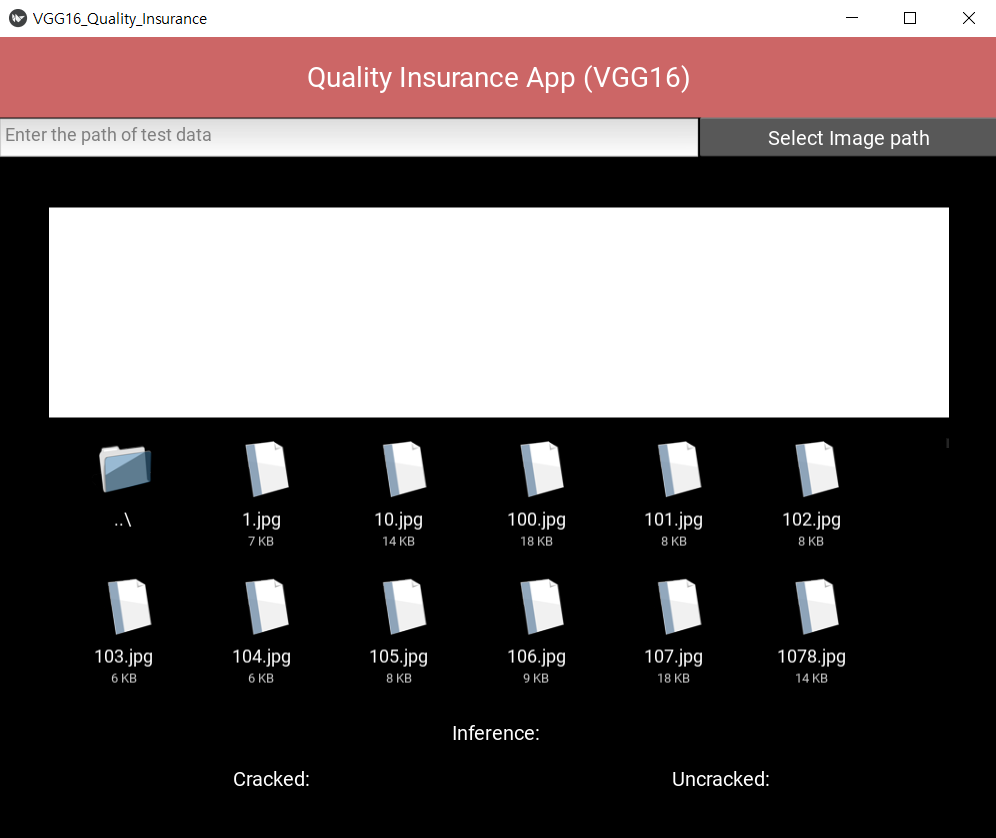 VGG16_Quality_Insurance
Quality Insurance App (VGG16)
Enter the path of test data
Select Image path
..\
1.jpg
10.jpg
100.jpg
101.jpg
102.jpg
7 KB
14 KB
18 KB
8 KB
8 KB
103.jpg
104.jpg
105.jpg
106.jpg
107.jpg
1078.jpg
6 KB
6 KB
8 KB
9 KB
18 KB
14 KB
Inference:
Cracked:
Uncracked: